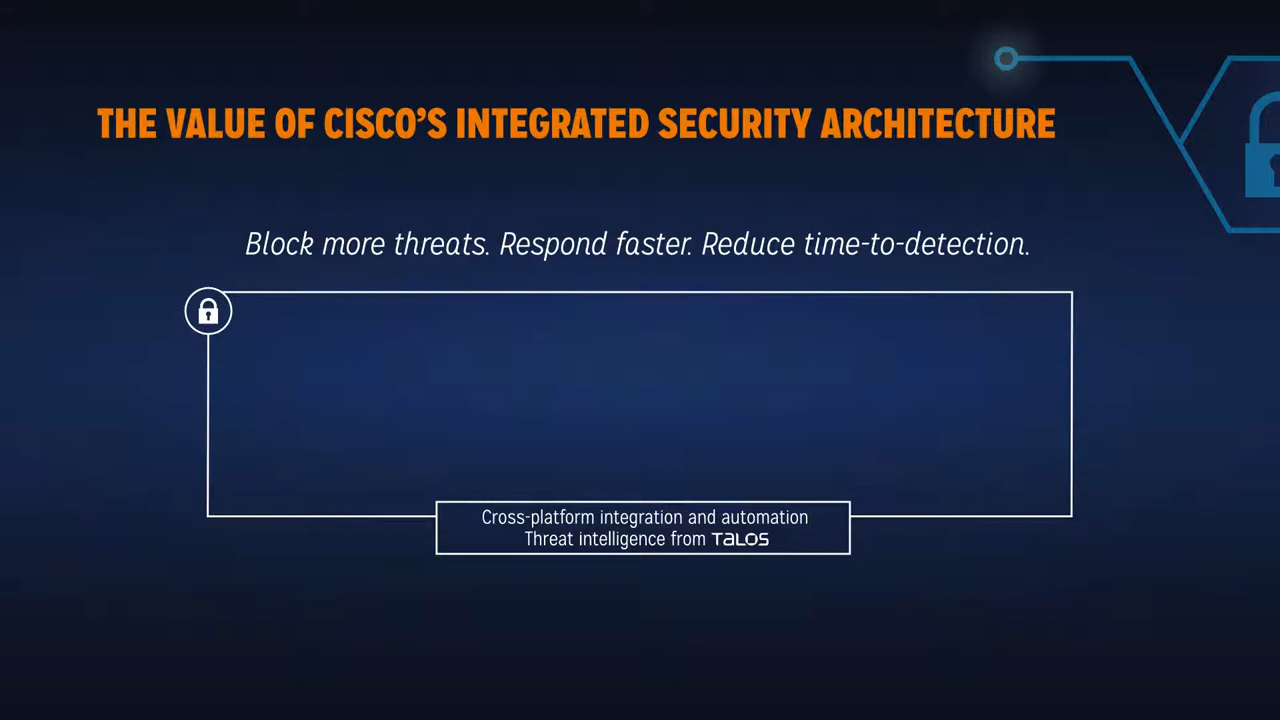 THE VALUE OF CISCO’S INTEGRATED SECURITY ARCHITECTURE
Block more threats. Respond faster. Reduce time-to-detection.
Cross-platform integration and automation
Threat intelligence from TALOS